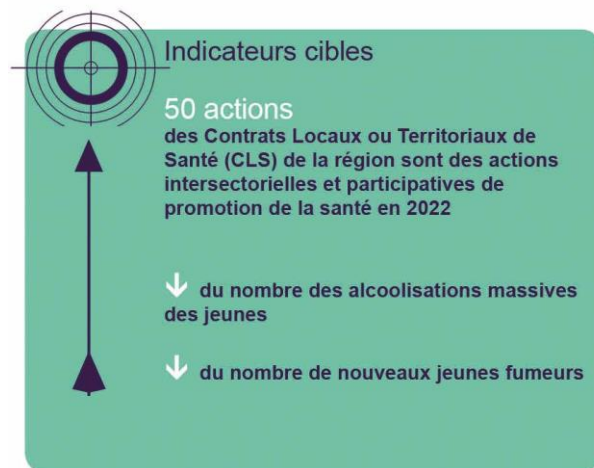 Indicateurs cibles
50 actions
des Contrats Locaux ou Territoriaux de
Santé (CLS) de la région sont des actions
intersectorielles et participatives de
promotion de la santé en 2022
↓ du nombre des alcoolisations massives
des jeunes
↓ du nombre de nouveaux jeunes fumeurs